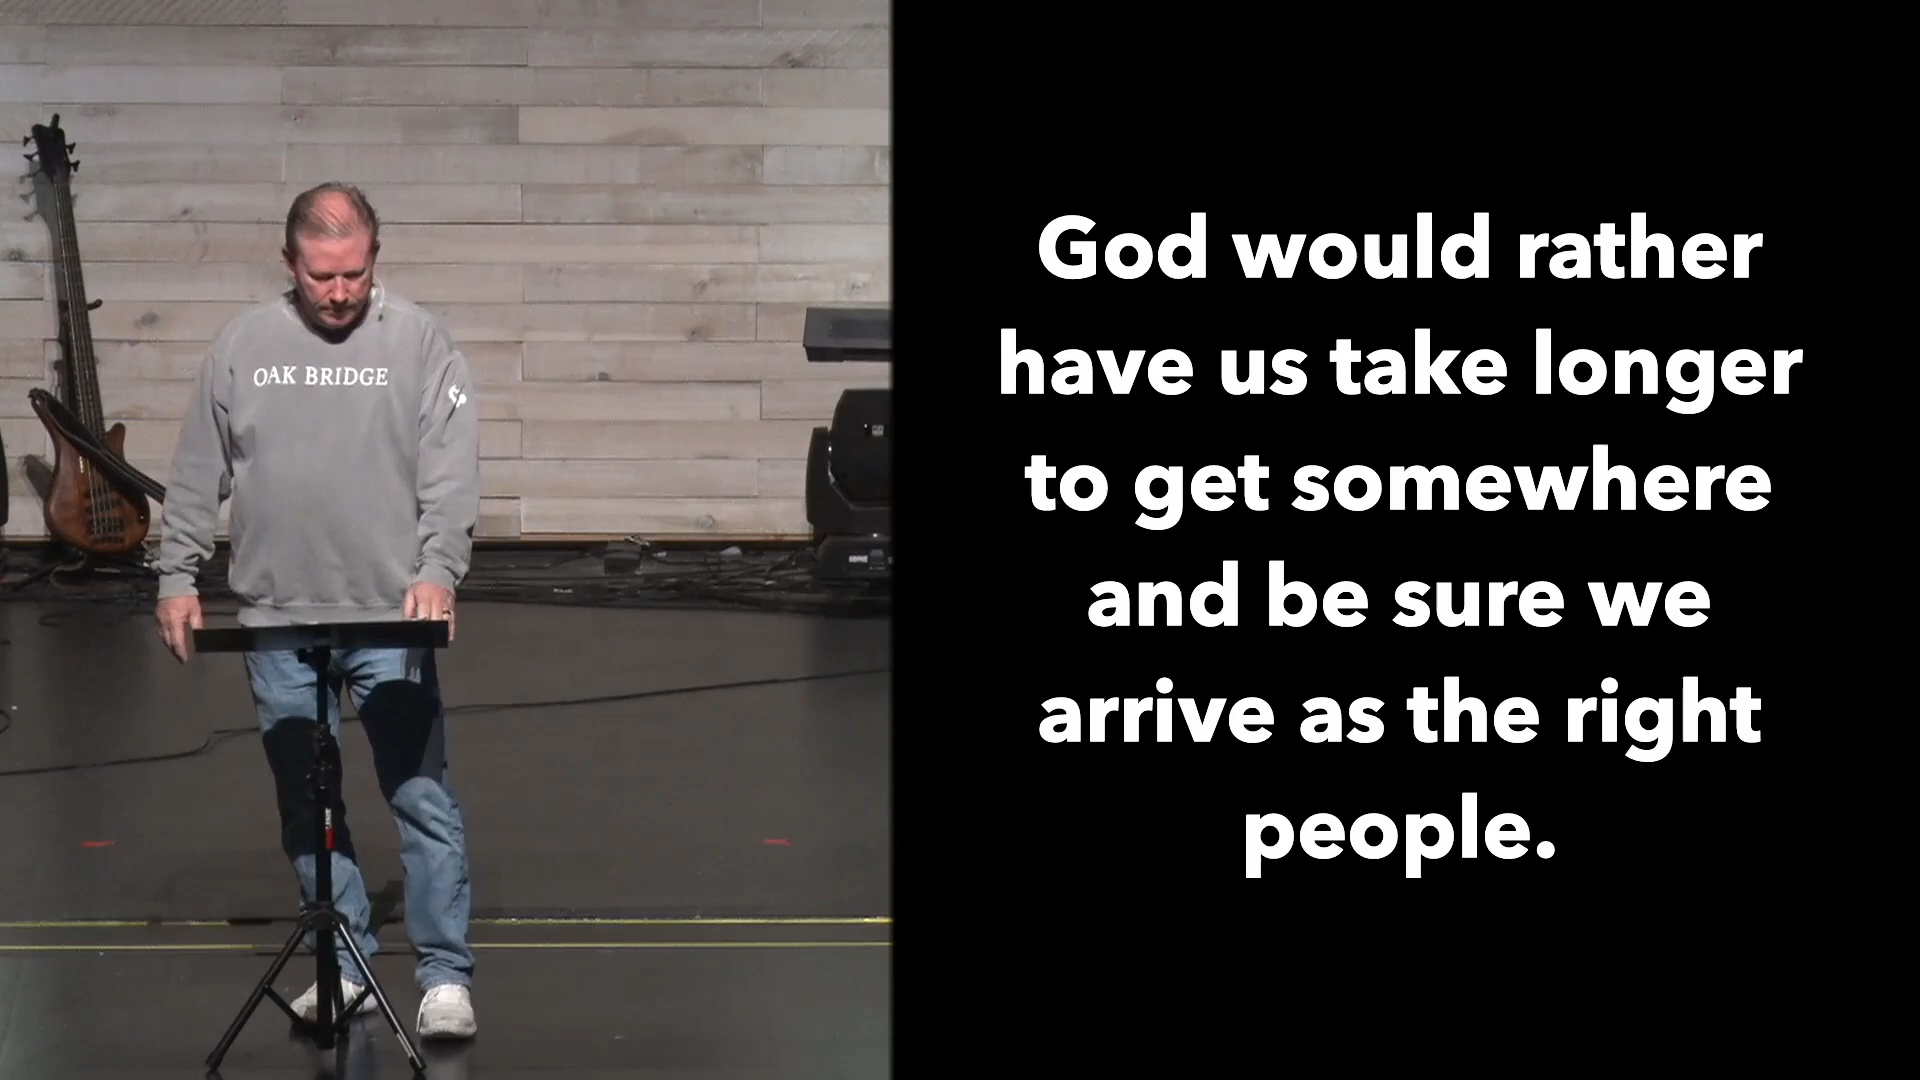 OAK BRIDGE
God would rather
have us take longer
to get somewhere
and be sure we
arrive as the right
people.